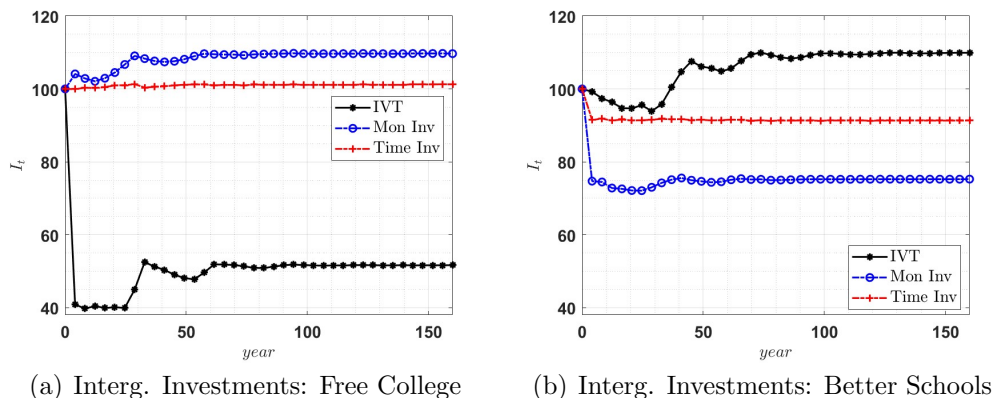 120
100
80
60
40
I_t
0
50
100
150
year
IVT
Mon Inv
Time Inv
(a) Interg. Investments: Free College
120
100
80
60
40
I_t
0
50
100
150
year
IVT
Mon Inv
Time Inv
(b) Interg. Investments: Better Schools